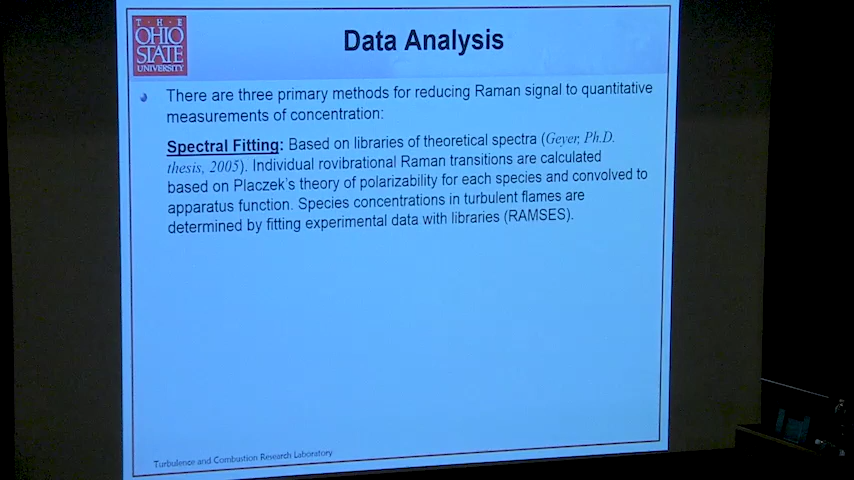 T·H·E
OHIO
STATE
UNIVERSITY
Data Analysis
There are three primary methods for reducing Raman signal to quantitative
measurements of concentration:
Spectral Fitting: Based on libraries of theoretical spectra (Geyer, Ph.D.
thesis, 2005). Individual rovibrational Raman transitions are calculated
based on Placzek's theory of polarizability for each species and convolved to
apparatus function. Species concentrations in turbulent flames are
determined by fitting experimental data with libraries (RAMSES).
Turbulence and Combustion Research Laboratory